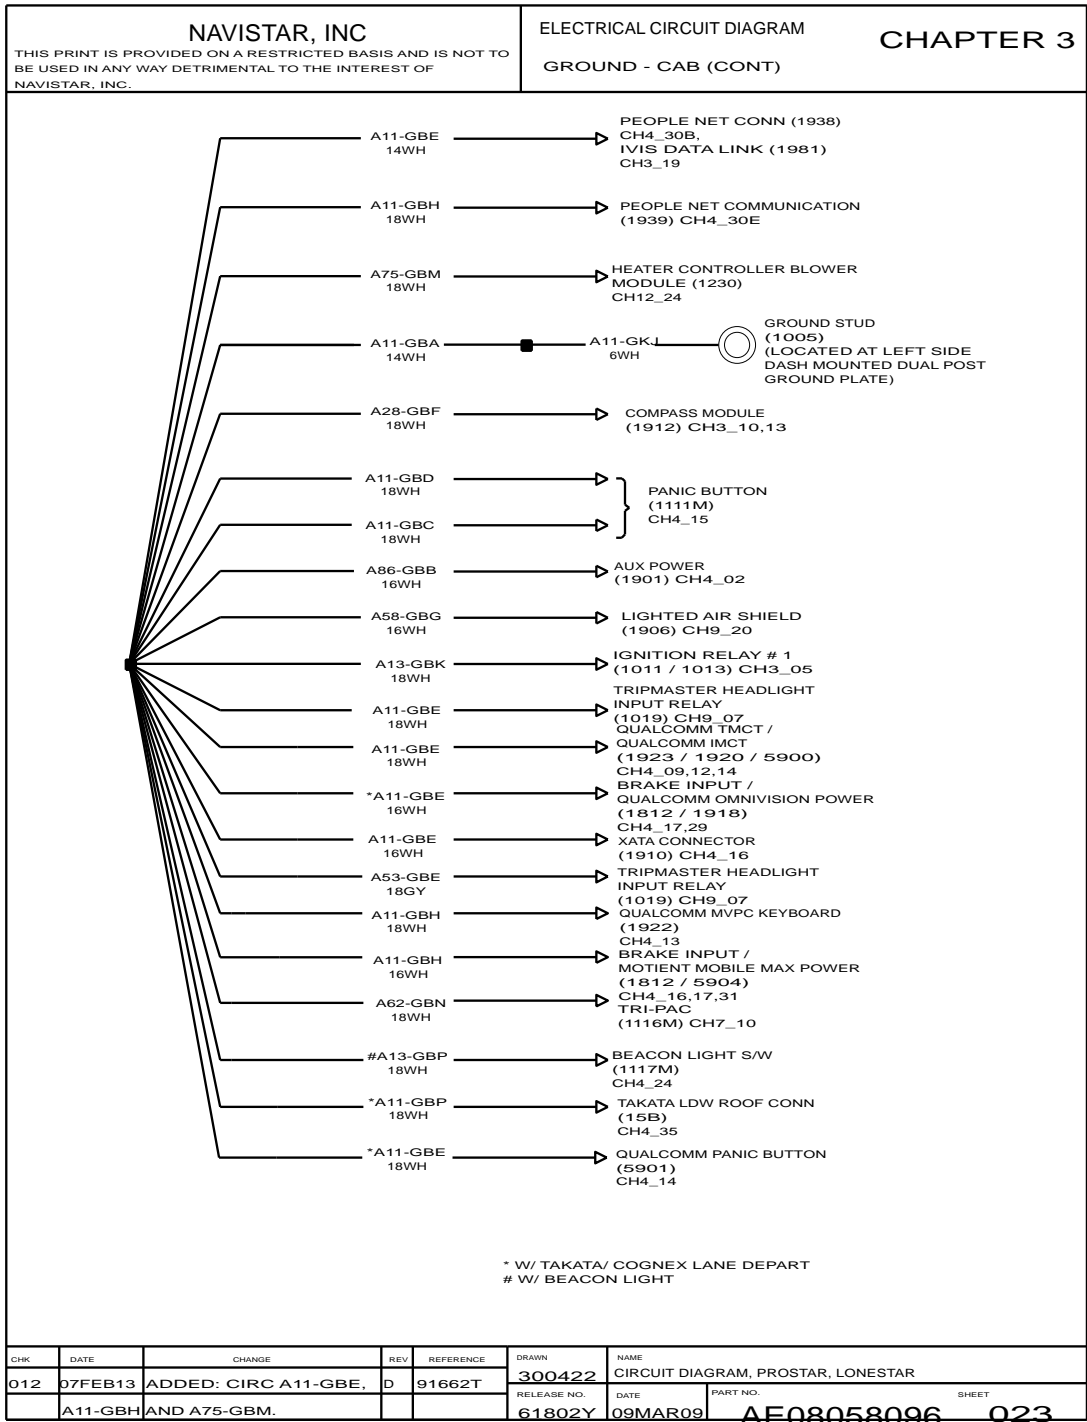 NAVISTAR, INC
THIS PRINT IS PROVIDED ON A RESTRICTED BASIS AND IS NOT TO
BE USED IN ANY WAY DETRIMENTAL TO THE INTEREST OF
NAVISTAR, INC.
ELECTRICAL CIRCUIT DIAGRAM
GROUND - CAB (CONT)
CHAPTER 3
A11-GBE
14WH
PEOPLE NET CONN (1938)
CH4_30B,
IVIS DATA LINK (1981)
CH3_19
A11-GBH
18WH
PEOPLE NET COMMUNICATION
(1939) CH4_30E
A75-GBM
18WH
HEATER CONTROLLER BLOWER
MODULE (1230)
CH12_24
A11-GBA
14WH
A11-GKJ
6WH
GROUND STUD
(1005)
(LOCATED AT LEFT SIDE
DASH MOUNTED DUAL POST
GROUND PLATE)
A28-GBF
18WH
COMPASS MODULE
(1912) CH3_10,13
A11-GBD
18WH
A11-GBC
18WH
PANIC BUTTON
(1111M)
CH4_15
A86-GBB
16WH
AUX POWER
(1901) CH4_02
A58-GBG
16WH
LIGHTED AIR SHIELD
(1906) CH9_20
A13-GBK
18WH
IGNITION RELAY # 1
(1011 / 1013) CH3_05
A11-GBE
18WH
TRIPMASTER HEADLIGHT
INPUT RELAY
(1019) CH9_07
A11-GBE
18WH
QUALCOMM TMCT /
QUALCOMM IMCT
(1923 / 1920 / 5900)
CH4_09,12,14
*A11-GBE
16WH
BRAKE INPUT /
QUALCOMM OMNIVISION POWER
(1812 / 1918)
CH4_17,29
A11-GBE
16WH
XATA CONNECTOR
(1910) CH4_16
A53-GBE
18GY
TRIPMASTER HEADLIGHT
INPUT RELAY
(1019) CH9_07
A11-GBH
18WH
QUALCOMM MVPC KEYBOARD
(1922)
CH4_13
A11-GBH
16WH
BRAKE INPUT /
MOTIENT MOBILE MAX POWER
(1812 / 5904)
CH4_16,17,31
A62-GBN
18WH
TRI-PAC
(1116M) CH7_10
#A13-GBP
18WH
BEACON LIGHT S/W
(1117M)
CH4_24
*A11-GBP
18WH
TAKATA LDW ROOF CONN
(15B)
CH4_35
*A11-GBE
18WH
QUALCOMM PANIC BUTTON
(5901)
CH4_14
* W/ TAKATA/ COGNEX LANE DEPART
# W/ BEACON LIGHT
CHK DATE CHANGE REV REFERENCE
012 07FEB13 ADDED: CIRC A11-GBE, D 91662T
A11-GBH AND A75-GBM.
DRAWN
300422
NAME
CIRCUIT DIAGRAM, PROSTAR, LONESTAR
RELEASE NO.
61802Y
DATE
09MAR09
PART NO.
AE08058096
SHEET
023